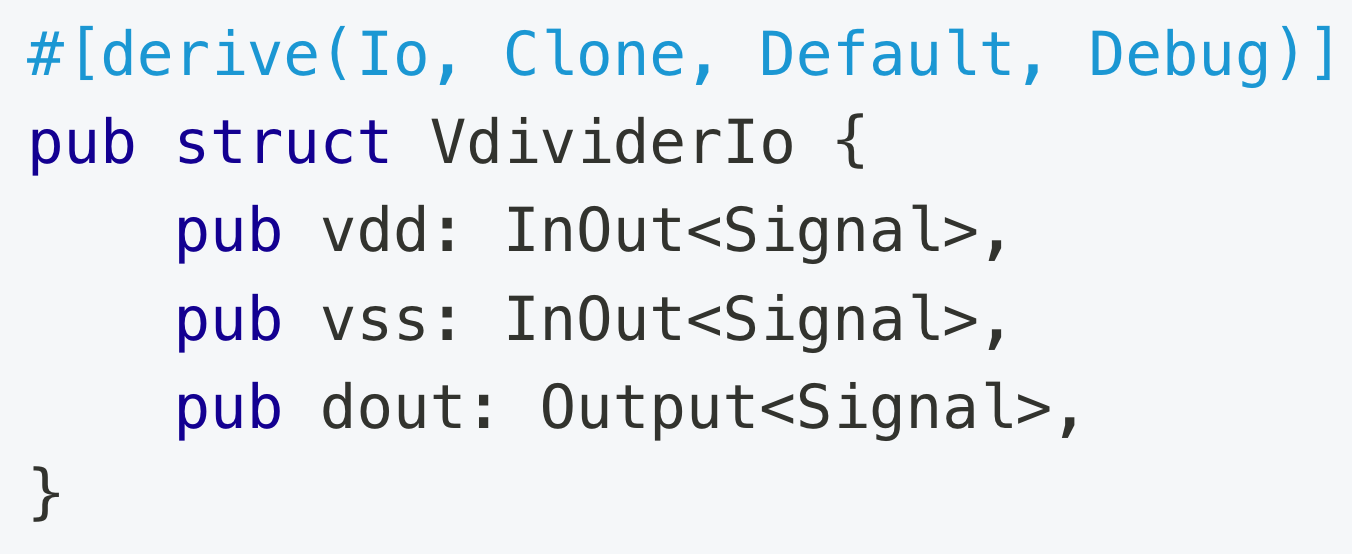 #[derive(Io, Clone, Default, Debug)]
pub struct VdividerIo {
    pub vdd: InOut<Signal>,
    pub vss: InOut<Signal>,
    pub dout: Output<Signal>,
}